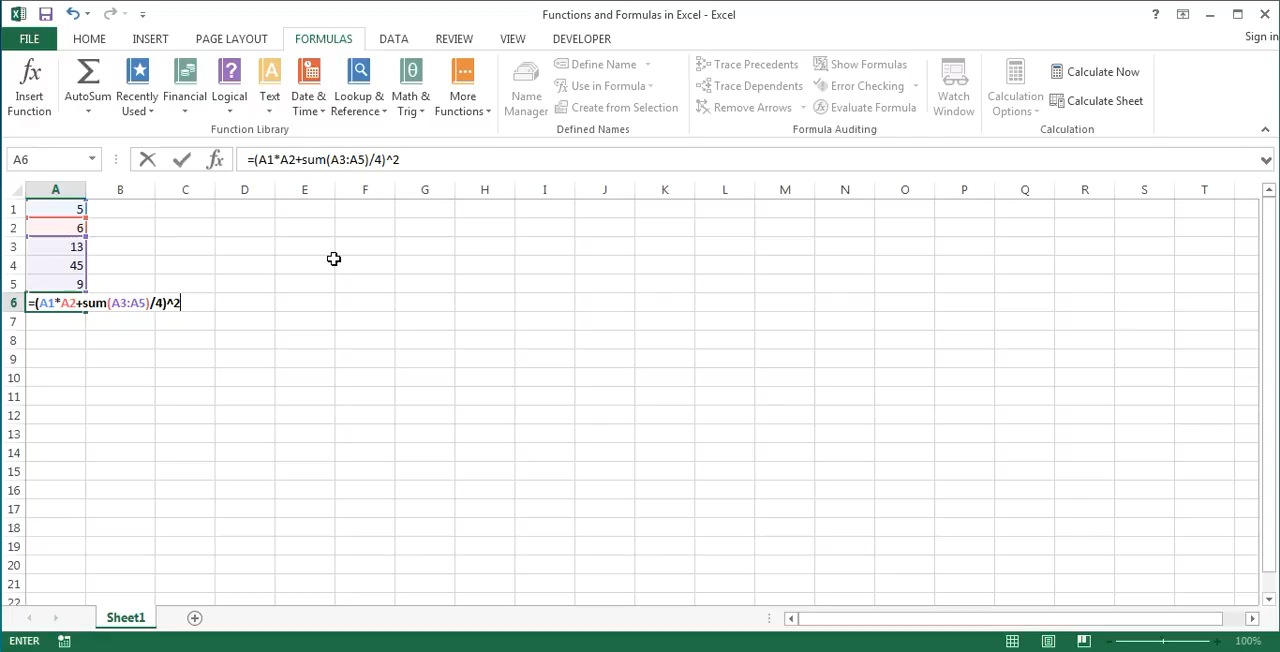 Functions and Formulas in Excel - Excel
?
FILE HOME INSERT PAGE LAYOUT FORMULAS DATA REVIEW VIEW DEVELOPER Sign in
fx Σ ? A θ
Insert Function
AutoSum
Recently Used
Financial
Logical
Text
Date & Time
Lookup & Reference
Math & Trig
More Functions
Name Manager
Define Name
Use in Formula
Create from Selection
Trace Precedents
Trace Dependents
Remove Arrows
Show Formulas
Error Checking
Evaluate Formula
Watch Window
Calculation Options
Calculate Now
Calculate Sheet
Function Library Defined Names Formula Auditing Calculation
A6 fx =(A1*A2+sum(A3:A5)/4)^2
A B C D E F G H I J K L M N O P Q R S T
1 5
2 6
3 13
4 45
5 9
6 =(A1*A2+sum(A3:A5)/4)^2
7
8
9
10
11
12
13
14
15
16
17
18
19
20
21
22
Sheet1
ENTER 100%